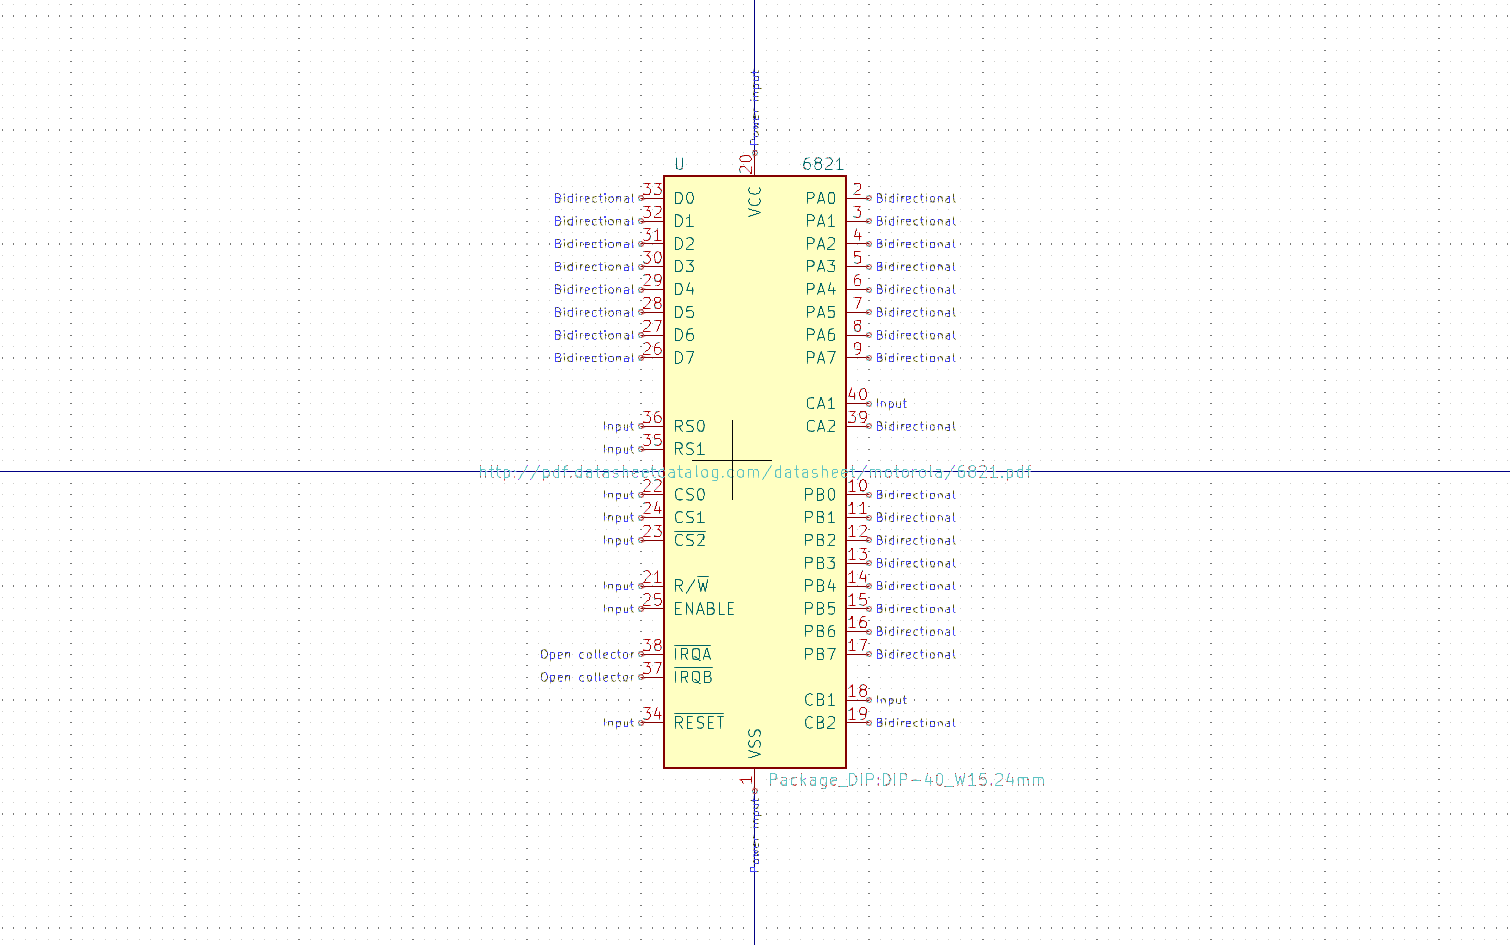 Power input
20
U 6821
VCC
Bidirectional 33 D0 PA0 2 Bidirectional
Bidirectional 32 D1 PA1 3 Bidirectional
Bidirectional 31 D2 PA2 4 Bidirectional
Bidirectional 30 D3 PA3 5 Bidirectional
Bidirectional 29 D4 PA4 6 Bidirectional
Bidirectional 28 D5 PA5 7 Bidirectional
Bidirectional 27 D6 PA6 8 Bidirectional
Bidirectional 26 D7 PA7 9 Bidirectional
CA1 40 Input
Input 36 RS0 CA2 39 Bidirectional
Input 35 RS1
http://pdf.datasheetcatalog.com/datasheet/motorola/6821.pdf
Input 22 CS0 PB0 10 Bidirectional
Input 24 CS1 PB1 11 Bidirectional
Input 23 CS2 PB2 12 Bidirectional
PB3 13 Bidirectional
Input 21 R/W PB4 14 Bidirectional
Input 25 ENABLE PB5 15 Bidirectional
PB6 16 Bidirectional
Open collector 38 IRQA PB7 17 Bidirectional
Open collector 37 IRQB
CB1 18 Input
Input 34 RESET CB2 19 Bidirectional
VSS
1
Package_DIP:DIP-40_W15.24mm
Power input